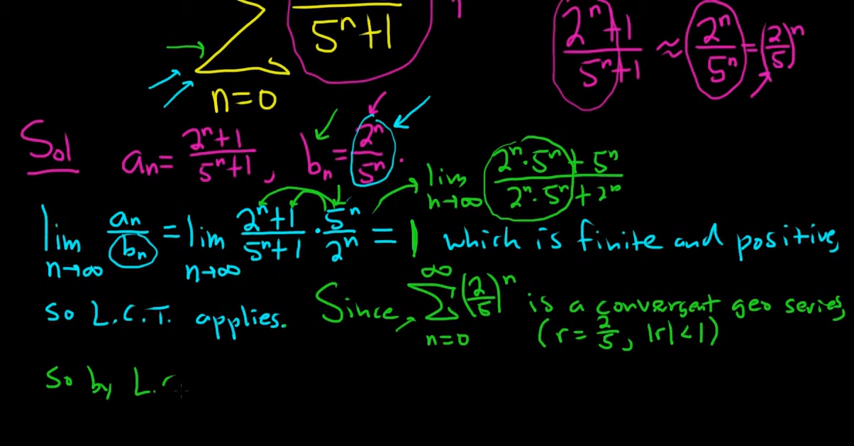 ∑ 5ⁿ+1
n=0
(2ⁿ+1)/(5ⁿ+1) ≈ 2ⁿ/5ⁿ = (2/5)ⁿ
Sol aₙ = (2ⁿ+1)/(5ⁿ+1), bₙ = 2ⁿ/5ⁿ.
lim n→∞ (2ⁿ·5ⁿ + 5ⁿ)/(2ⁿ·5ⁿ + 2ⁿ)
lim n→∞ aₙ/bₙ = lim n→∞ (2ⁿ+1)/(5ⁿ+1) · 5ⁿ/2ⁿ = 1 which is finite and positive,
so L.C.T. applies. Since, ∑ n=0 ∞ (2/5)ⁿ is a convergent geo series,
(r = 2/5, |r|<1)
So by L.